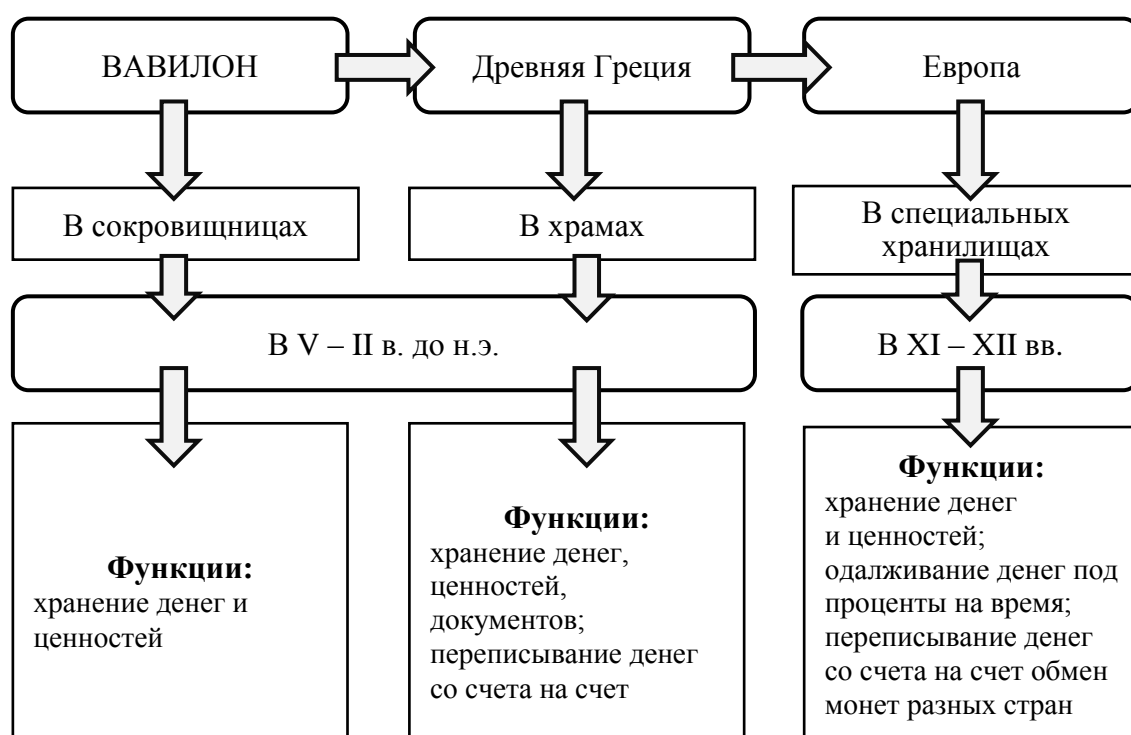 ВАВИЛОН
Древняя Греция
Европа
В сокровищницах
В храмах
В специальных
хранилищах
В V – II в. до н.э.
В XI – XII вв.
Функции:
хранение денег и
ценностей
Функции:
хранение денег,
ценностей,
документов;
переписывание денег
со счета на счет
Функции:
хранение денег
и ценностей;
одалживание денег под
проценты на время;
переписывание денег
со счета на счет обмен
монет разных стран